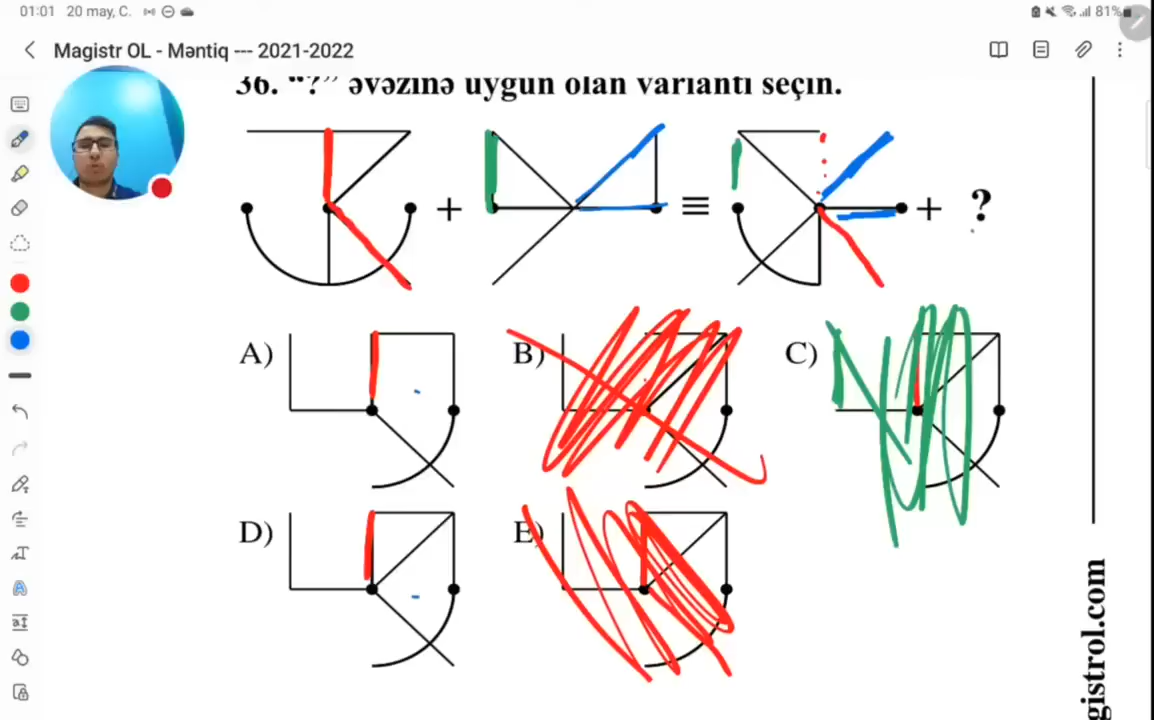 01:01 20 may, C. 81%
Magistr OL - Məntiq --- 2021-2022
36. “?” əvəzinə uyğun olan variantı seçin.
+ ≡ + ?
A) B) C)
D) E)
gistrol.com